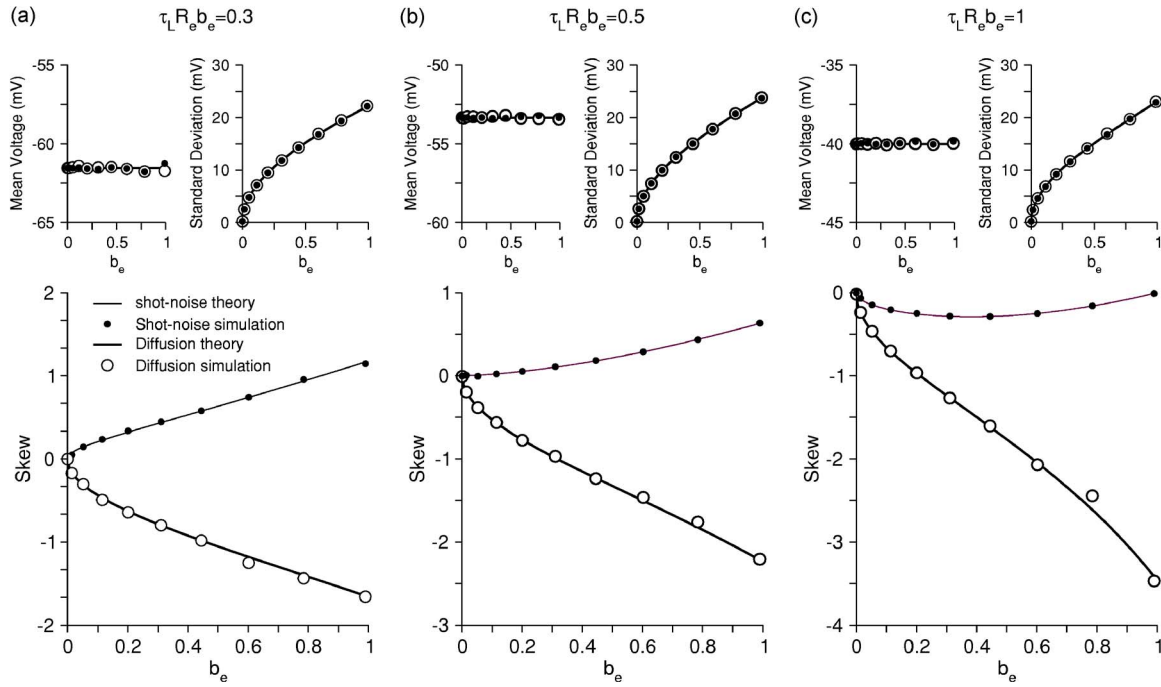 (a) τLRebe=0.3
(b) τLRebe=0.5
(c) τLRebe=1
Mean Voltage (mV)
-55
-60
-65
0 0.5 1
be
Standard Deviation (mV)
30
20
10
0
0 0.5 1
be
Mean Voltage (mV)
-50
-55
-60
0 0.5 1
be
Standard Deviation (mV)
30
20
10
0
0 0.5 1
be
Mean Voltage (mV)
-35
-40
-45
0 0.5 1
be
Standard Deviation (mV)
30
20
10
0
0 0.5 1
be
shot-noise theory
Shot-noise simulation
Diffusion theory
Diffusion simulation
Skew
2
1
0
-1
-2
0 0.2 0.4 0.6 0.8 1
be
Skew
1
0
-1
-2
-3
0 0.2 0.4 0.6 0.8 1
be
Skew
0
-1
-2
-3
-4
0 0.2 0.4 0.6 0.8 1
be